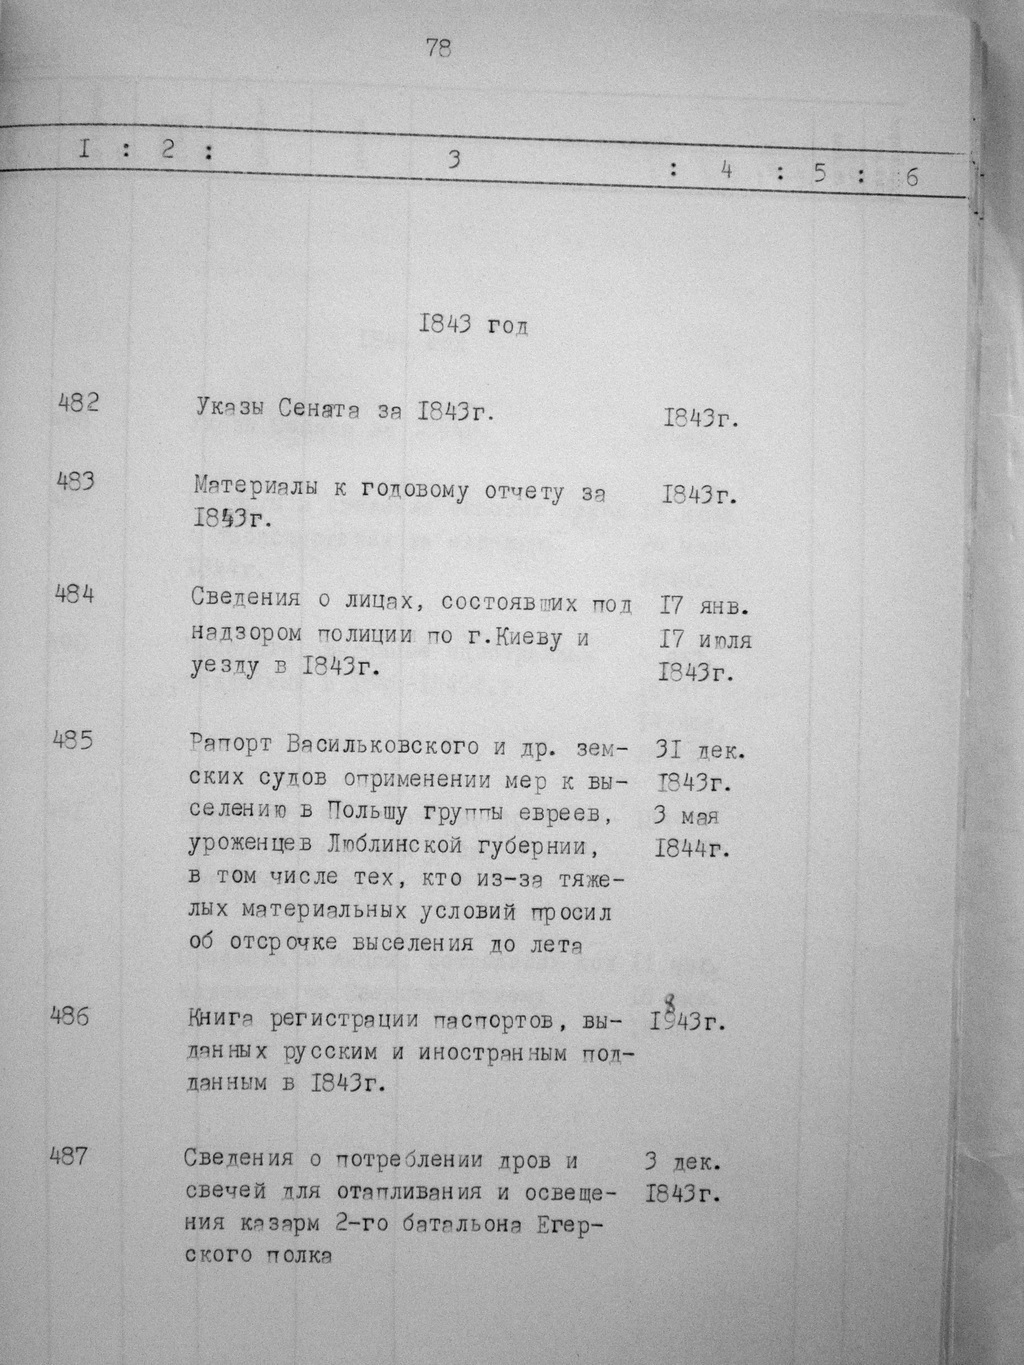 78
I : 2 : 3 : 4 : 5 : 6
1843 год
482 Указы Сената за 1843г. 1843г.
483 Материалы к годовому отчету за 1843г.
1843г.
484 Сведения о лицах, состоявших под 17 янв.
надзором полиции по г.Киеву и 17 июля
уезду в 1843г. 1843г.
485 Рапорт Васильковского и др. зем- 31 дек.
ских судов оприменении мер к вы- 1843г.
селению в Польшу группы евреев, 3 мая
уроженцев Люблинской губернии, 1844г.
в том числе тех, кто из-за тяже-
лых материальных условий просил
об отсрочке выселения до лета
486 Книга регистрации паспортов, вы- 1843г.
данных русским и иностранным под-
данным в 1843г.
487 Сведения о потреблении дров и 3 дек.
свечей для отапливания и освеще- 1843г.
ния казарм 2-го батальона Егер-
ского полка